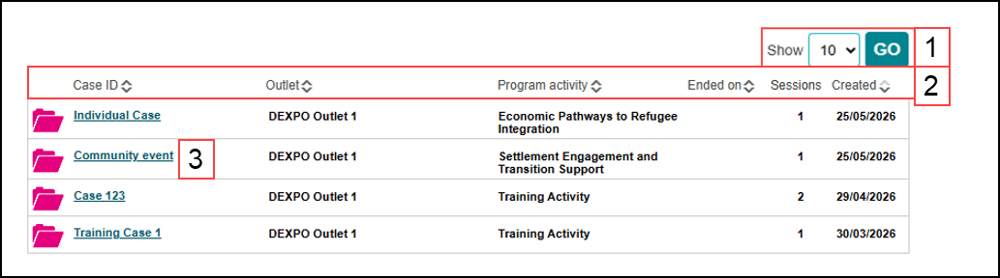 Show 10 GO 1
Case ID Outlet Program activity Ended on Sessions Created 2
Individual Case DEXPO Outlet 1 Economic Pathways to Refugee 1 25/05/2026
Integration
Community event 3 DEXPO Outlet 1 Settlement Engagement and 1 25/05/2026
Transition Support
Case 123 DEXPO Outlet 1 Training Activity 2 29/04/2026
Training Case 1 DEXPO Outlet 1 Training Activity 1 30/03/2026